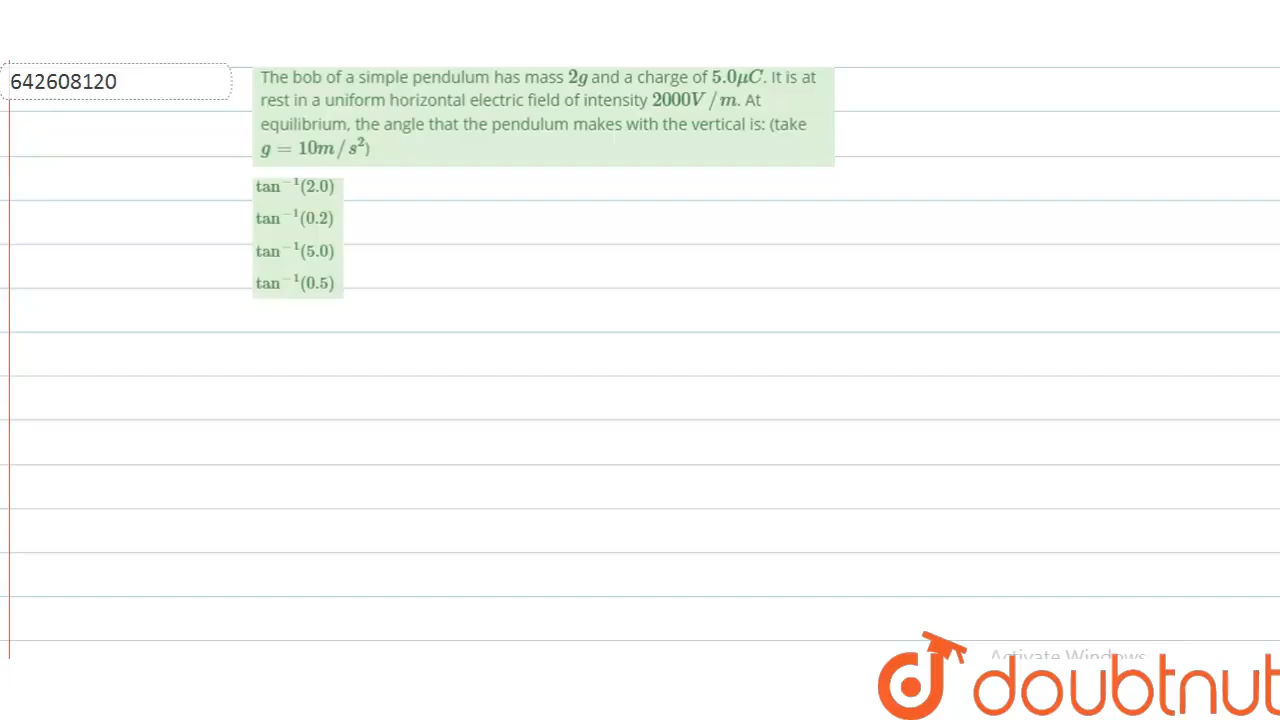 642608120
The bob of a simple pendulum has mass 2g and a charge of 5.0μC. It is at
rest in a uniform horizontal electric field of intensity 2000V/m. At
equilibrium, the angle that the pendulum makes with the vertical is: (take
g = 10m/s²)
tan⁻¹(2.0)
tan⁻¹(0.2)
tan⁻¹(5.0)
tan⁻¹(0.5)
Activate Windows
doubtnut